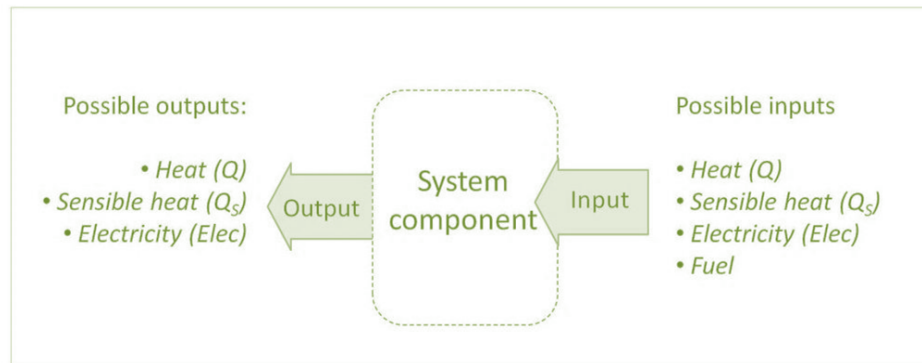 Possible outputs:
• Heat (Q)
• Sensible heat (QS)
• Electricity (Elec)
Output
System
component
Input
Possible inputs
• Heat (Q)
• Sensible heat (QS)
• Electricity (Elec)
• Fuel